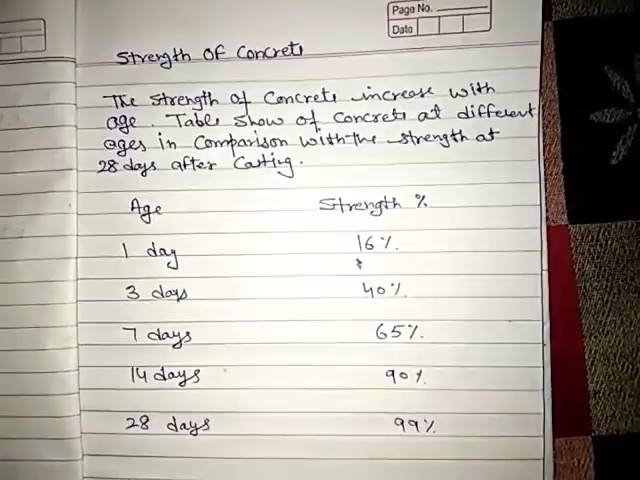 Page No.
Date
Strength Of Concrete
The Strength of Concrete increase with
age. Table Show of Concrete at different
ages in Comparison with the strength at
28 days after Casting.
Age Strength %
1 day 16%.
3 days 40%.
7 days 65%.
14 days 90%.
28 days 99%.